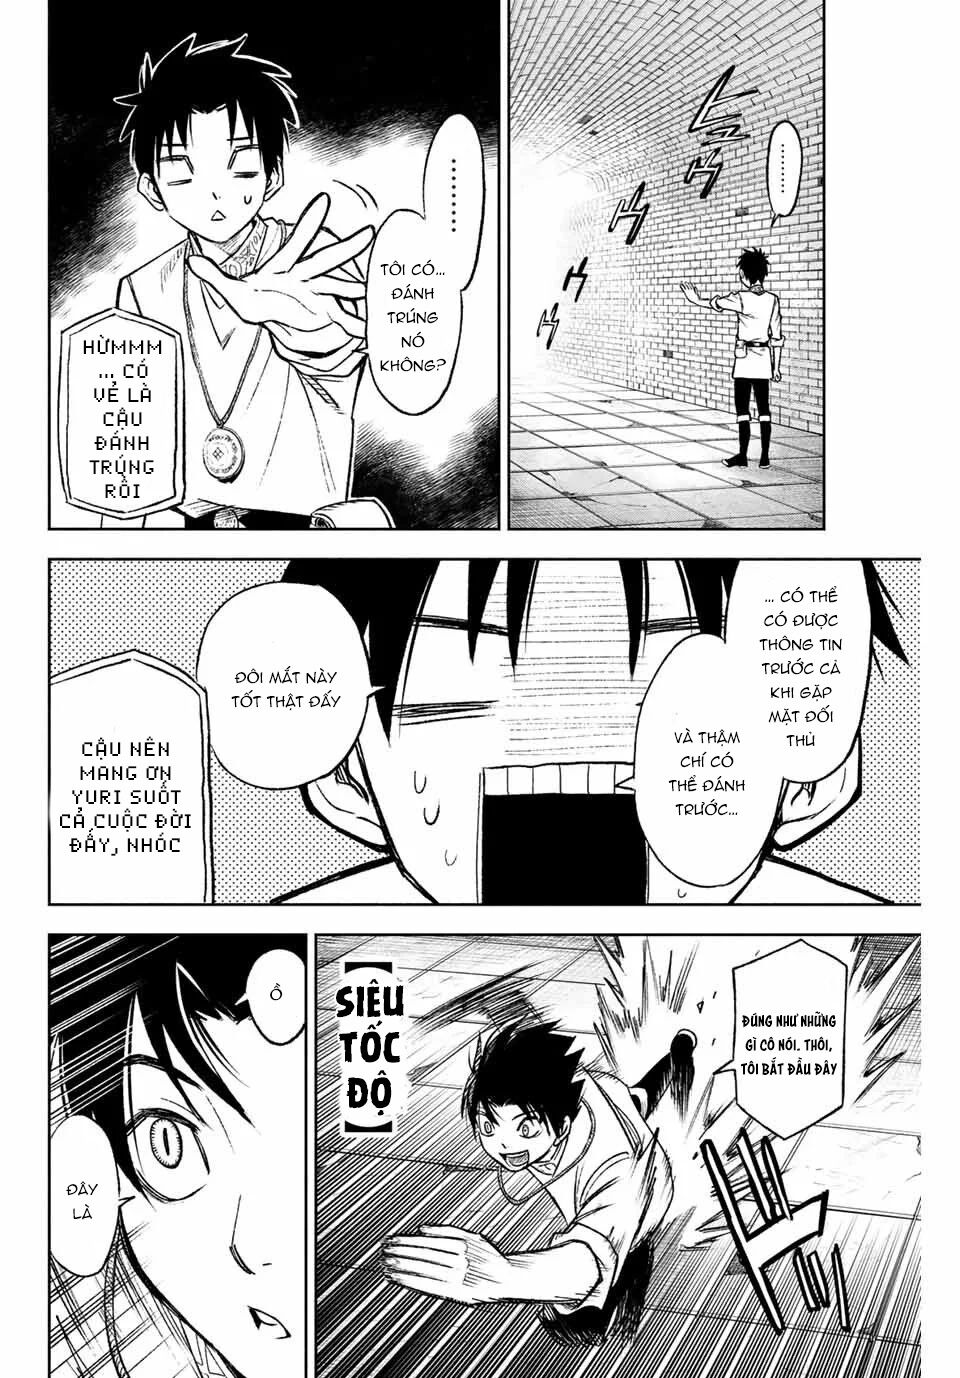 ………
………
TÔI CÓ...
ĐÁNH
TRÚNG
NÓ
KHÔNG?
HỪMMM
... CÓ
VẺ LÀ
CẬU
ĐÁNH
TRÚNG
RỒI
... CÓ THỂ
CÓ ĐƯỢC
THÔNG TIN
TRƯỚC CẢ
KHI GẶP
MẶT ĐỐI
THỦ
VÀ THẬM
CHÍ CÓ
THỂ ĐÁNH
TRƯỚC...
ĐÔI MẮT NÀY
TỐT THẬT ĐẤY
CẬU NÊN
MANG ƠN
YURI SUỐT
CẢ CUỘC ĐỜI
ĐẤY, NHÓC
ĐÚNG NHƯ NHỮNG
GÌ CÔ NÓI. THÔI,
TÔI BẮT ĐẦU ĐÂY
【SIÊU
TỐC
ĐỘ】
Ồ
ĐÂY
LÀ